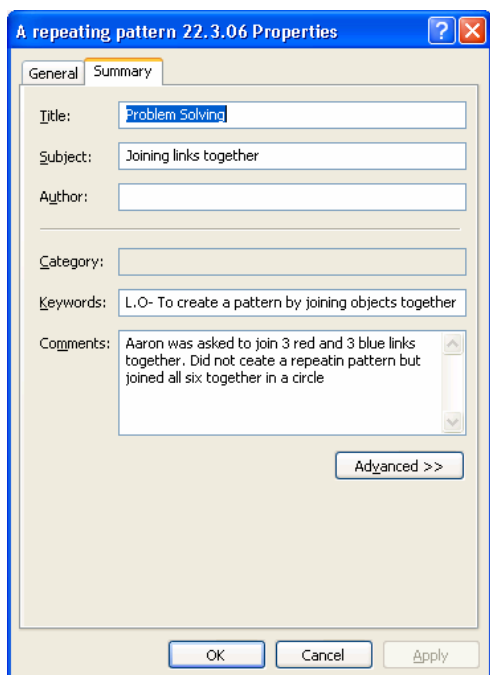 A repeating pattern 22.3.06 Properties
General Summary
Title: Problem Solving
Subject: Joining links together
Author:
Category:
Keywords: L.O- To create a pattern by joining objects together
Comments: Aaron was asked to join 3 red and 3 blue links
together. Did not ceate a repeatin pattern but
joined all six together in a circle
Advanced >>
OK Cancel Apply